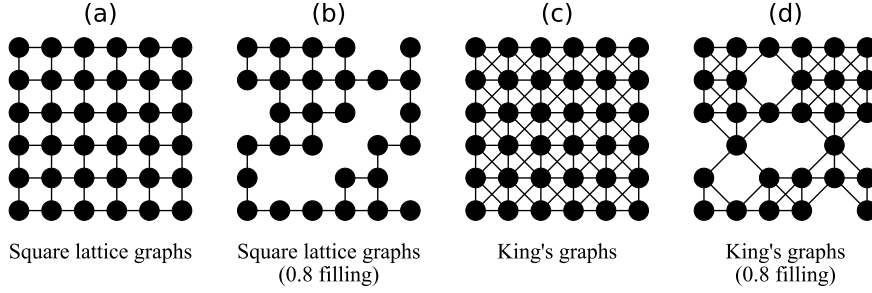 (a)
(b)
(c)
(d)
Square lattice graphs
Square lattice graphs
(0.8 filling)
King's graphs
King's graphs
(0.8 filling)